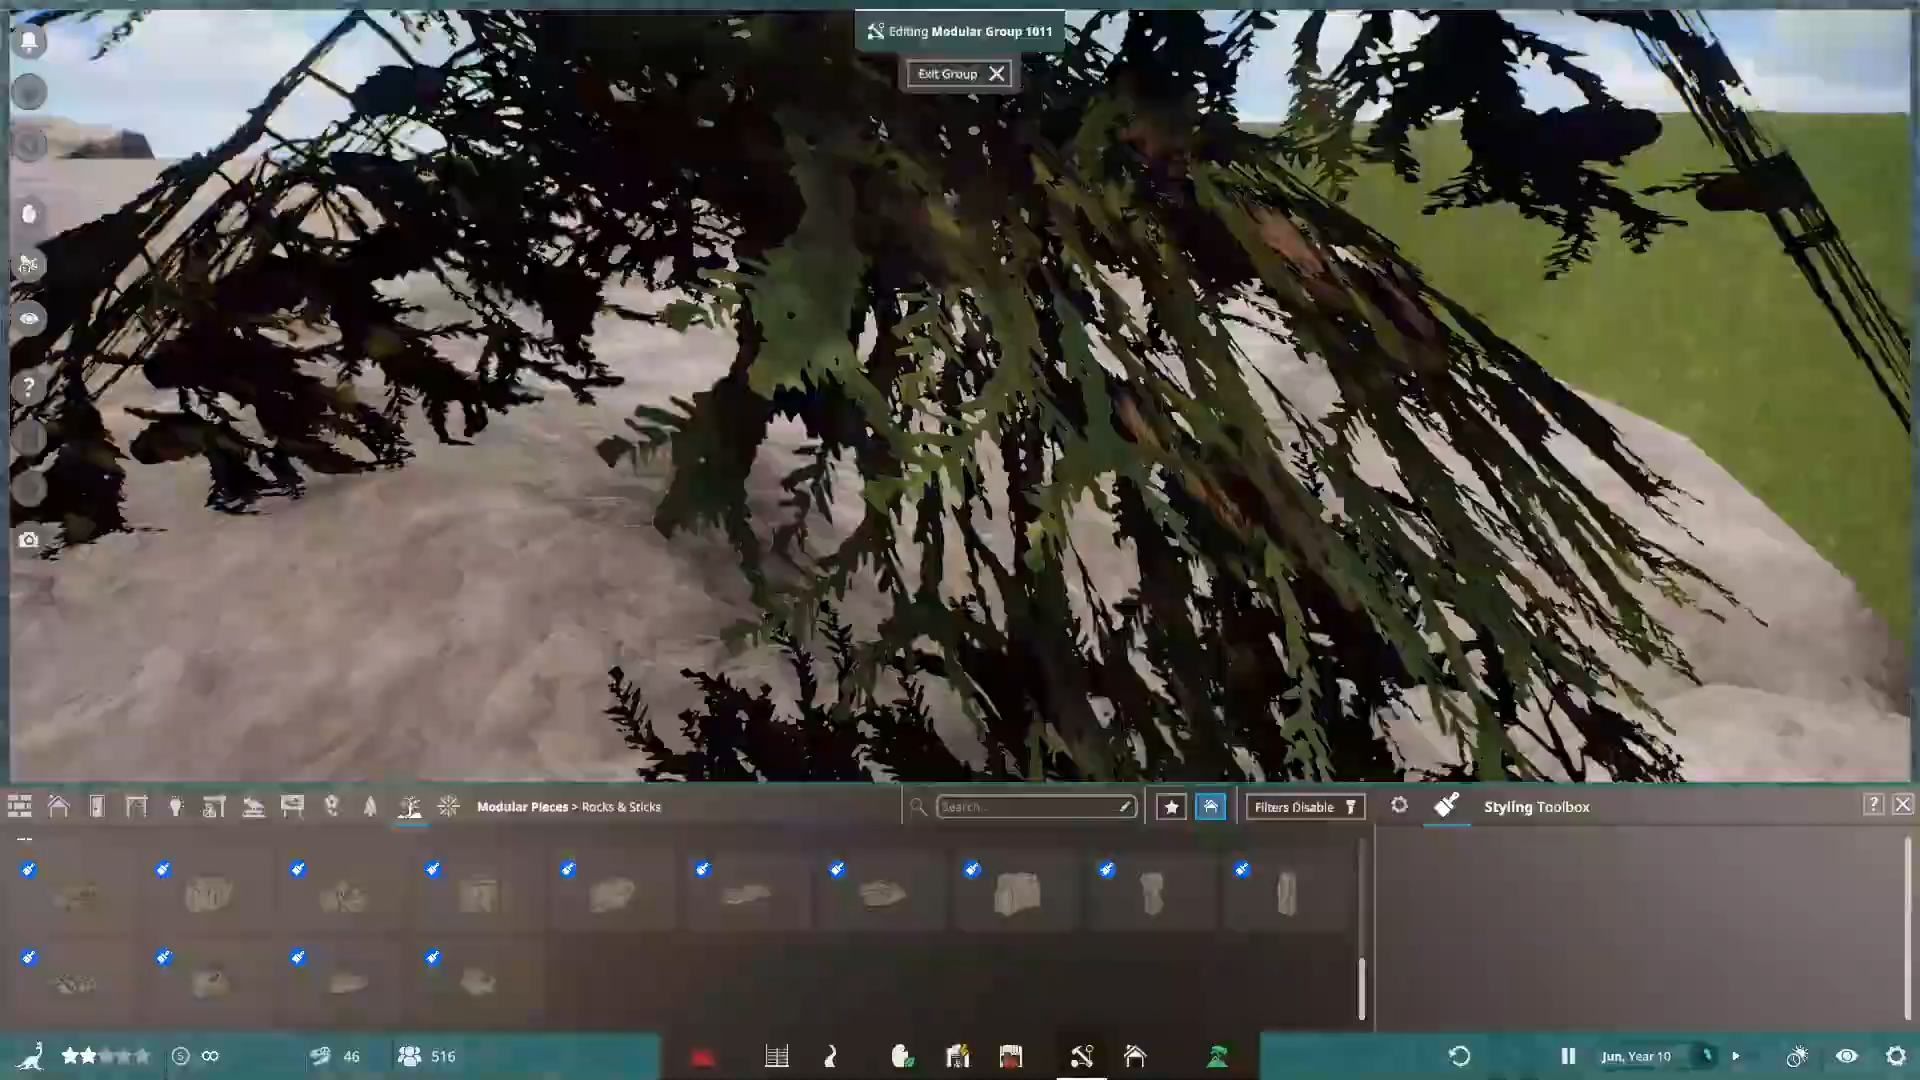 Editing Modular Group 1011
Exit Group
?
Modular Pieces > Rocks & Sticks
Search...
Filters Disable
Styling Toolbox
?
46
516
Jun, Year 10